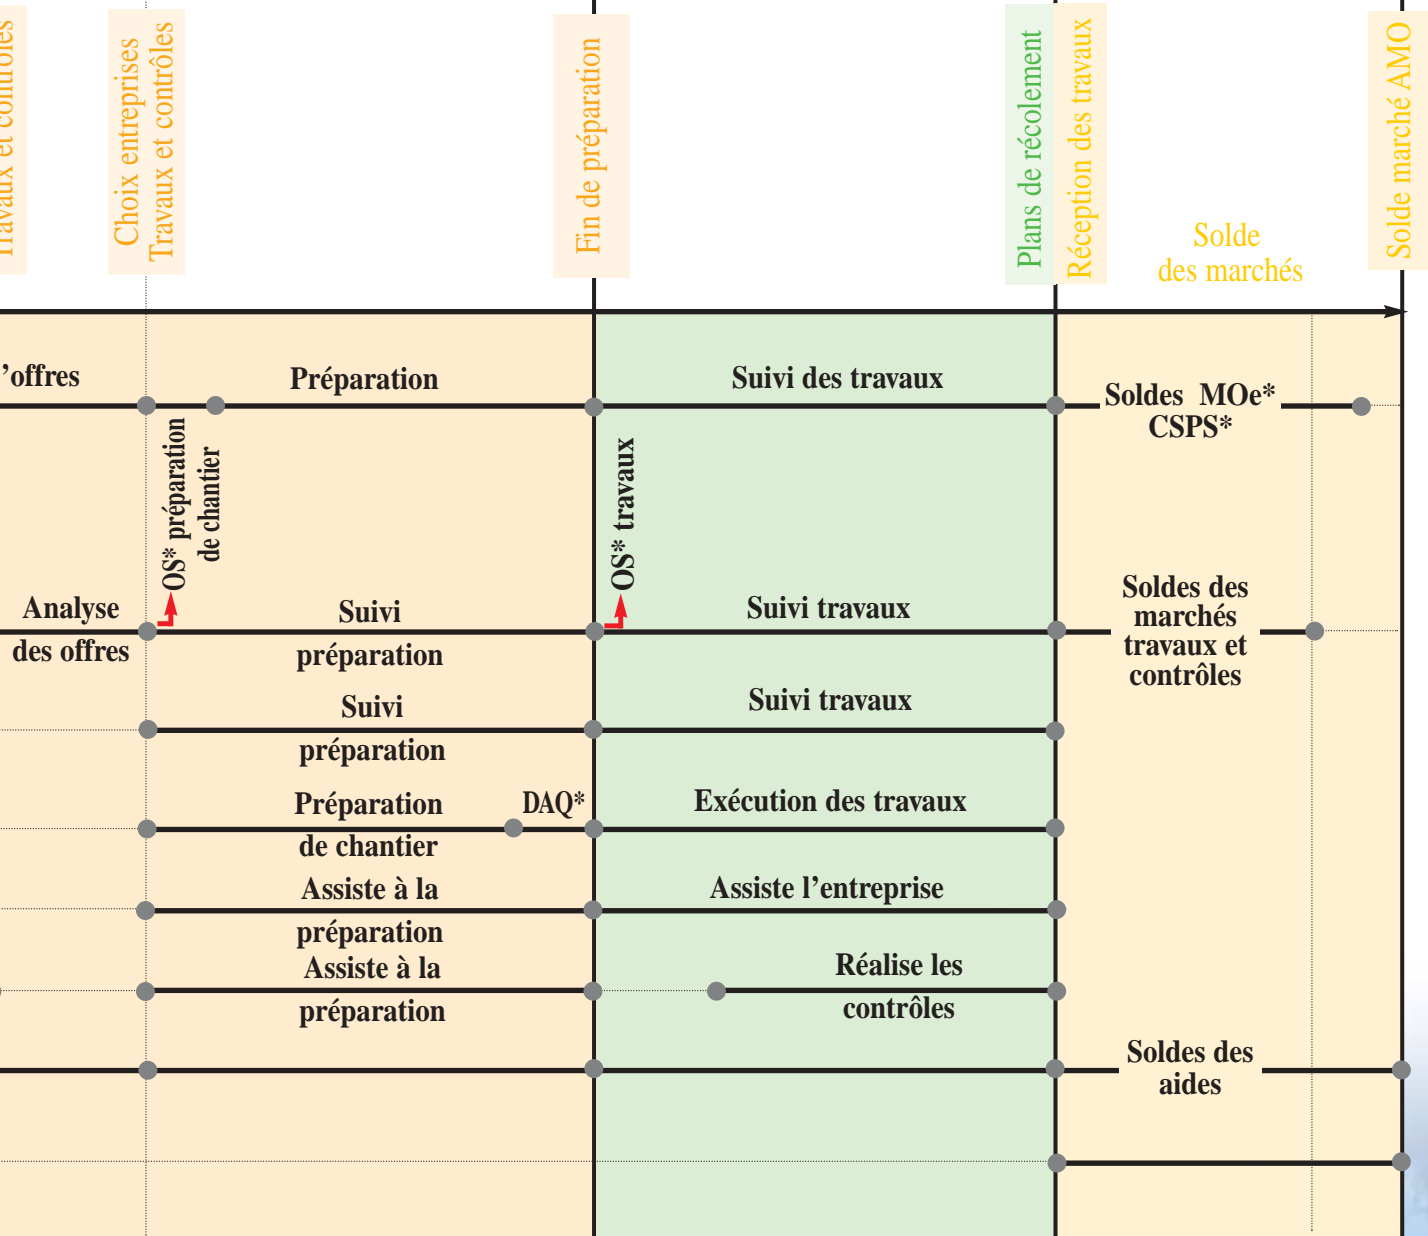 Travaux et contrôles
Choix entreprises
Travaux et contrôles
Fin de préparation
Plans de récolement
Réception des travaux
Solde
des marchés
Solde marché AMO
’offres
Préparation
Suivi des travaux
Soldes MOe*
CSPS*
OS* préparation
de chantier
OS* travaux
Analyse
des offres
Suivi
préparation
Suivi travaux
Soldes des
marchés
travaux et
contrôles
Suivi
préparation
Suivi travaux
Préparation
de chantier
DAQ*
Exécution des travaux
Assiste à la
préparation
Assiste l’entreprise
Assiste à la
préparation
Réalise les
contrôles
Soldes des
aides